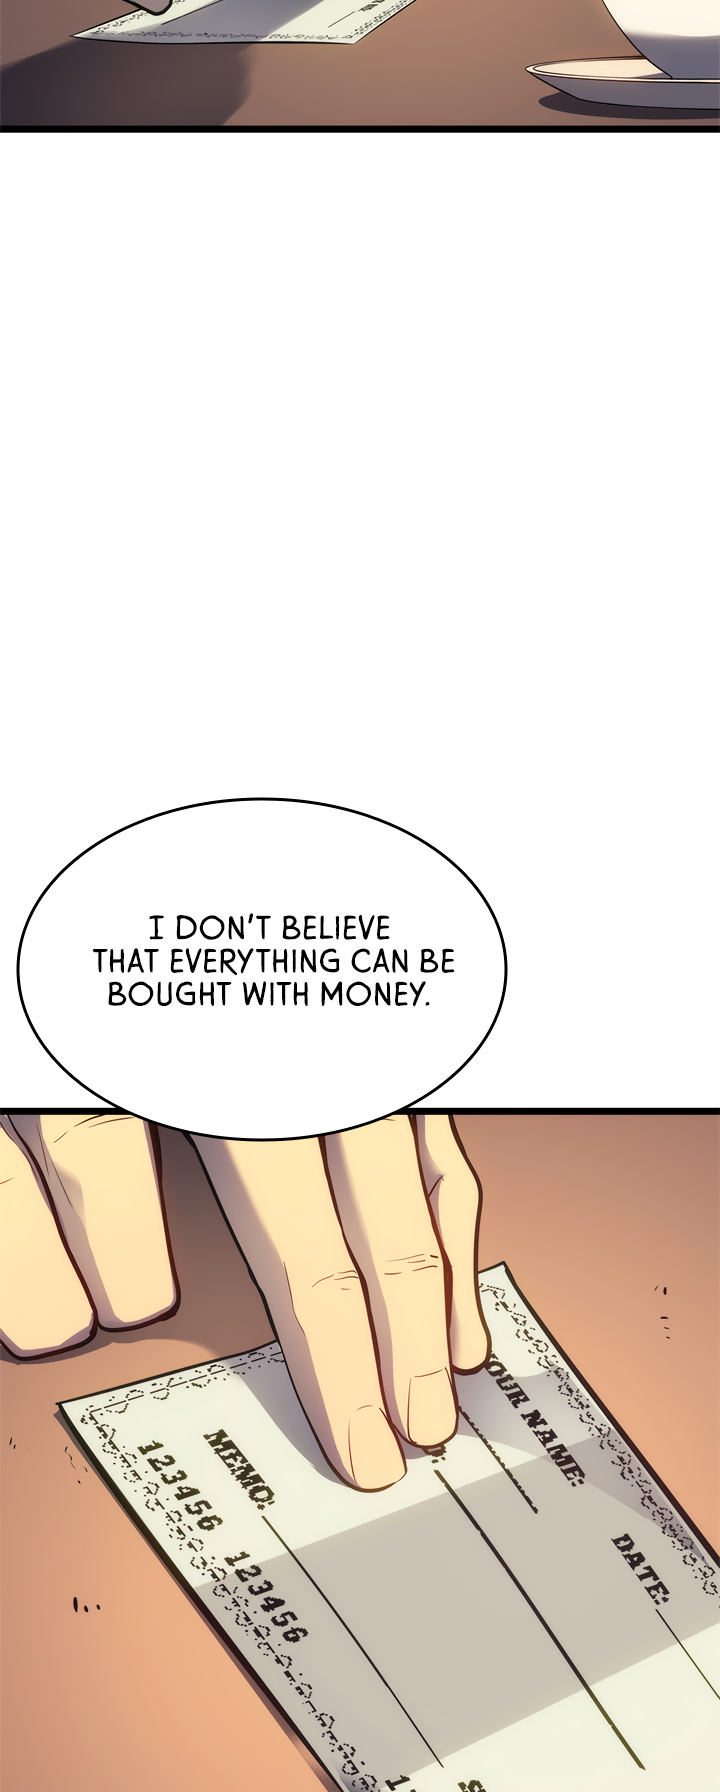 I DON'T BELIEVE
THAT EVERYTHING CAN BE
BOUGHT WITH MONEY.
YOUR NAME:
MEMO:
DATE:
123456 123456